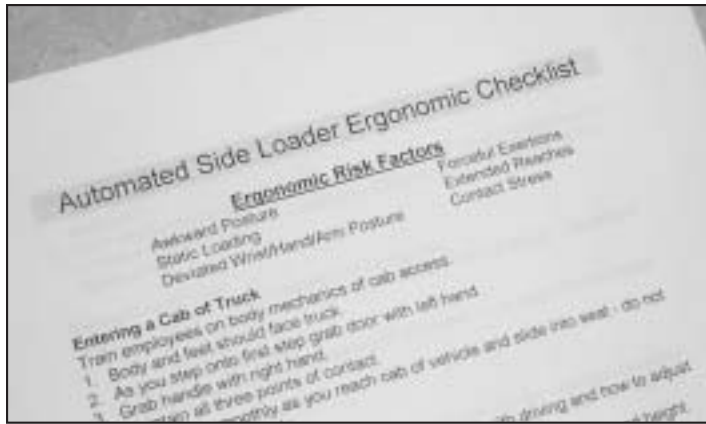 Automated Side Loader Ergonomic Checklist
Ergonomic Risk Factors
Awkward Posture
Static Loading
Deviated Wrist/Hand/Arm Posture
Forceful Exertions
Extended Reaches
Contact Stress
Entering a Cab of Truck
Train employees on body mechanics of cab access.
1. Body and feet should face truck.
2. As you step onto first step grab door with left hand.
3. Grab handle with right hand.
all three points of contact.
as you reach cab of vehicle and slide into seat - do not
driving and how to adjust
height.